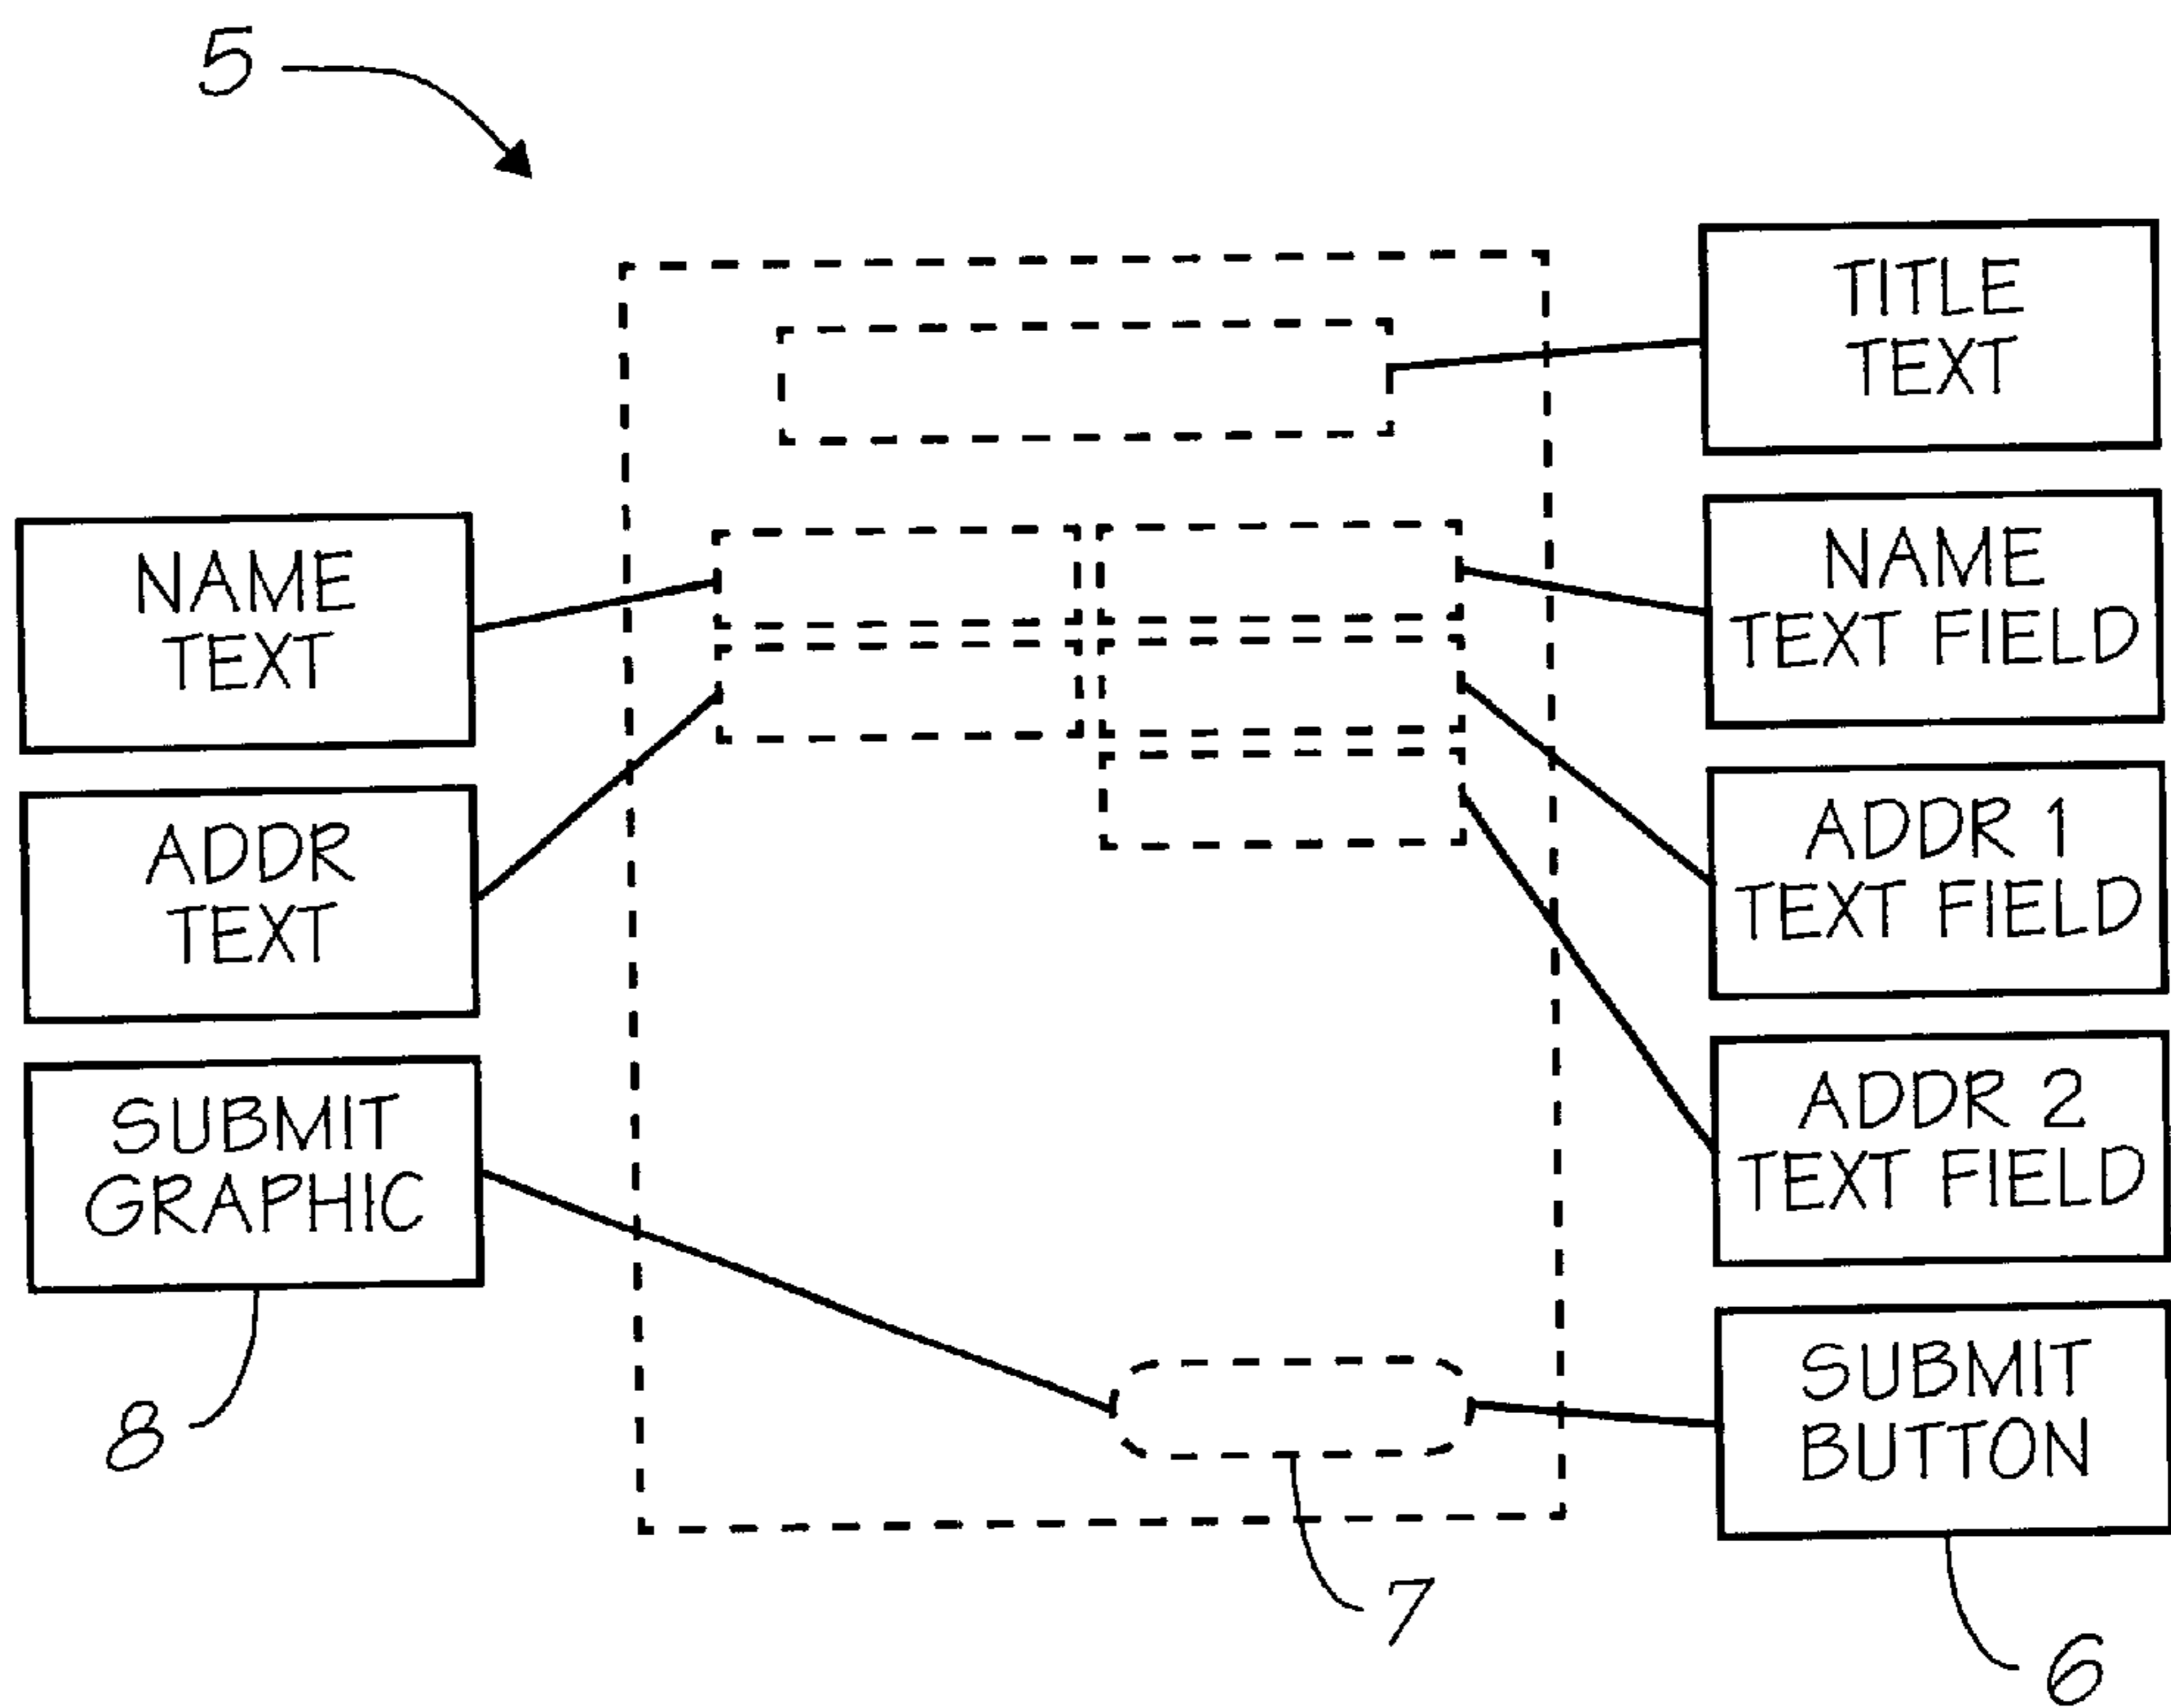 5
TITLE
TEXT
NAME
TEXT
NAME
TEXT FIELD
ADDR
TEXT
ADDR 1
TEXT FIELD
SUBMIT
GRAPHIC
ADDR 2
TEXT FIELD
SUBMIT
BUTTON
8
7
6